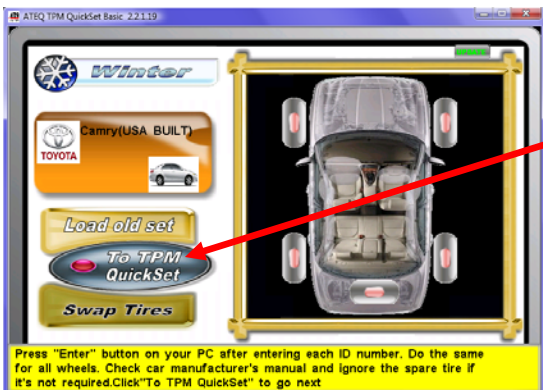 ATEQ TPM QuickSet Basic 2.2.1.19
Winter
Camry(USA BUILT)
TOYOTA
Load old set
To TPM
QuickSet
Swap Tires
Press "Enter" button on your PC after entering each ID number. Do the same
for all wheels. Check car manufacturer's manual and ignore the spare tire if
it's not required.Click"To TPM QuickSet" to go next